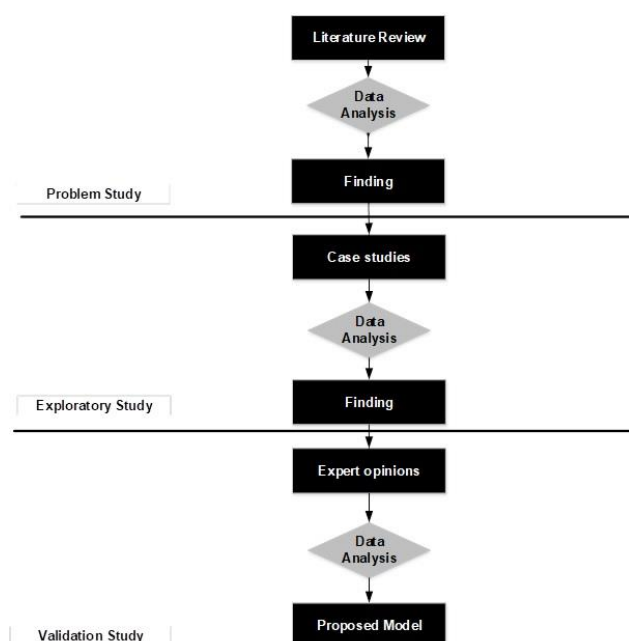 Literature Review
Data
Analysis
Finding
Problem Study
Case studies
Data
Analysis
Finding
Exploratory Study
Expert opinions
Data
Analysis
Proposed Model
Validation Study